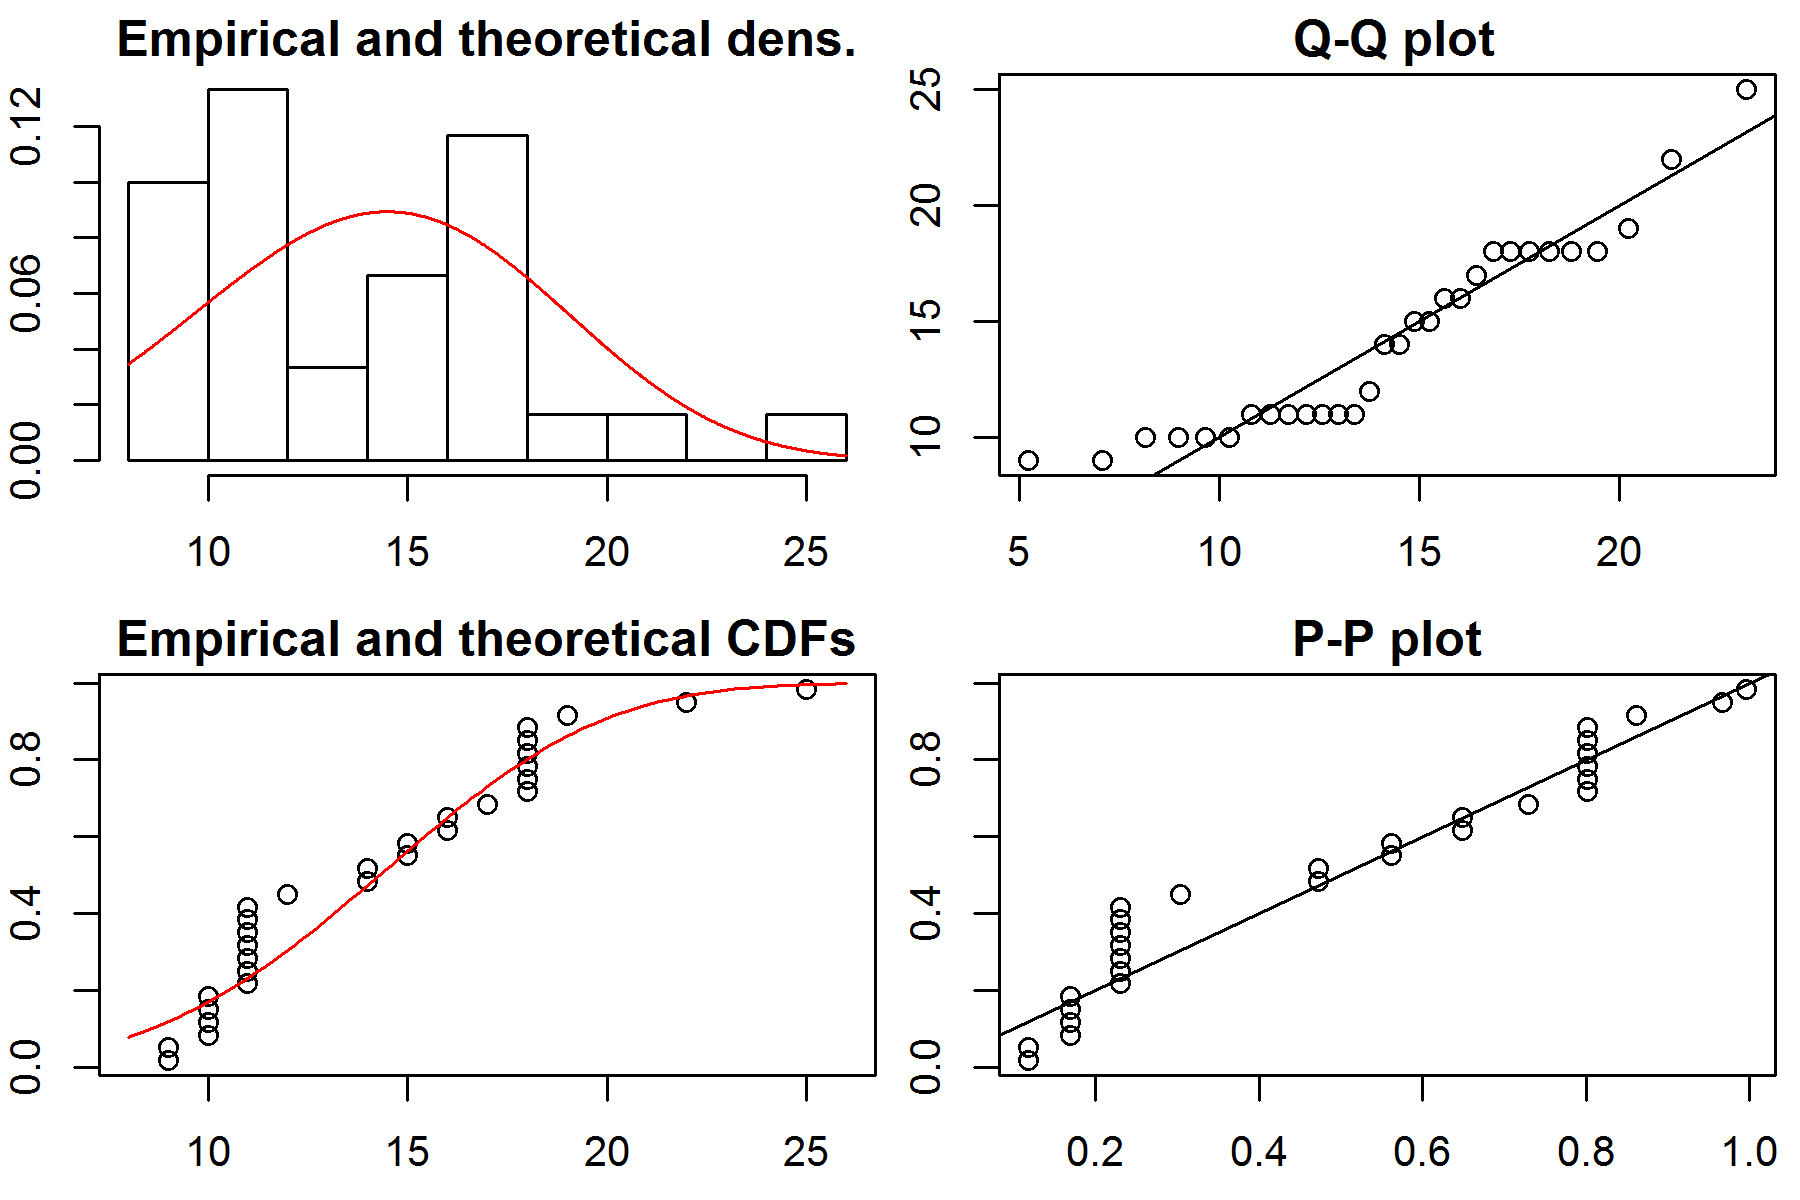 Empirical and theoretical dens.
0.12
0.06
0.00
10 15 20 25
Q-Q plot
25
20
15
10
5 10 15 20
Empirical and theoretical CDFs
0.8
0.4
0.0
10 15 20 25
P-P plot
0.8
0.4
0.0
0.2 0.4 0.6 0.8 1.0